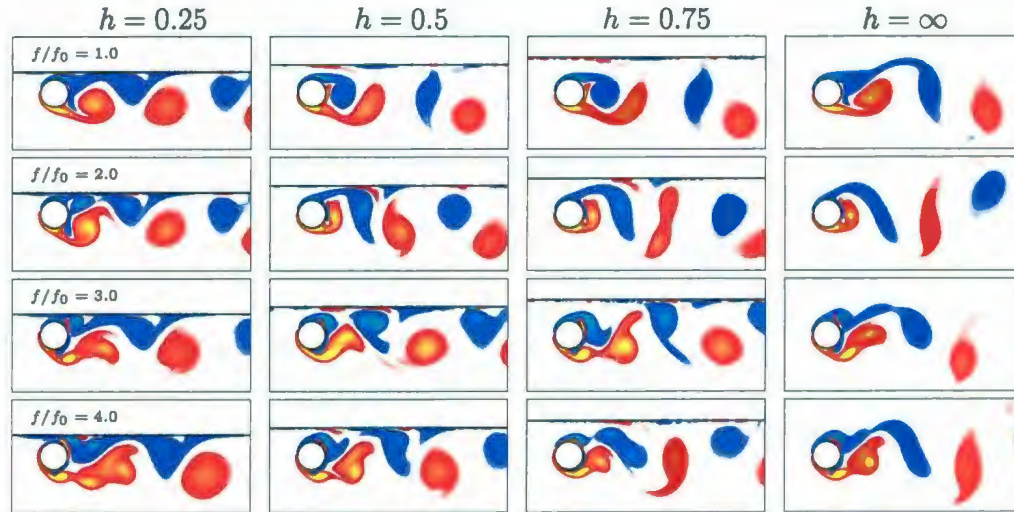 h = 0.25 h = 0.5 h = 0.75 h = ∞
f/f₀ = 1.0
f/f₀ = 2.0
f/f₀ = 3.0
f/f₀ = 4.0